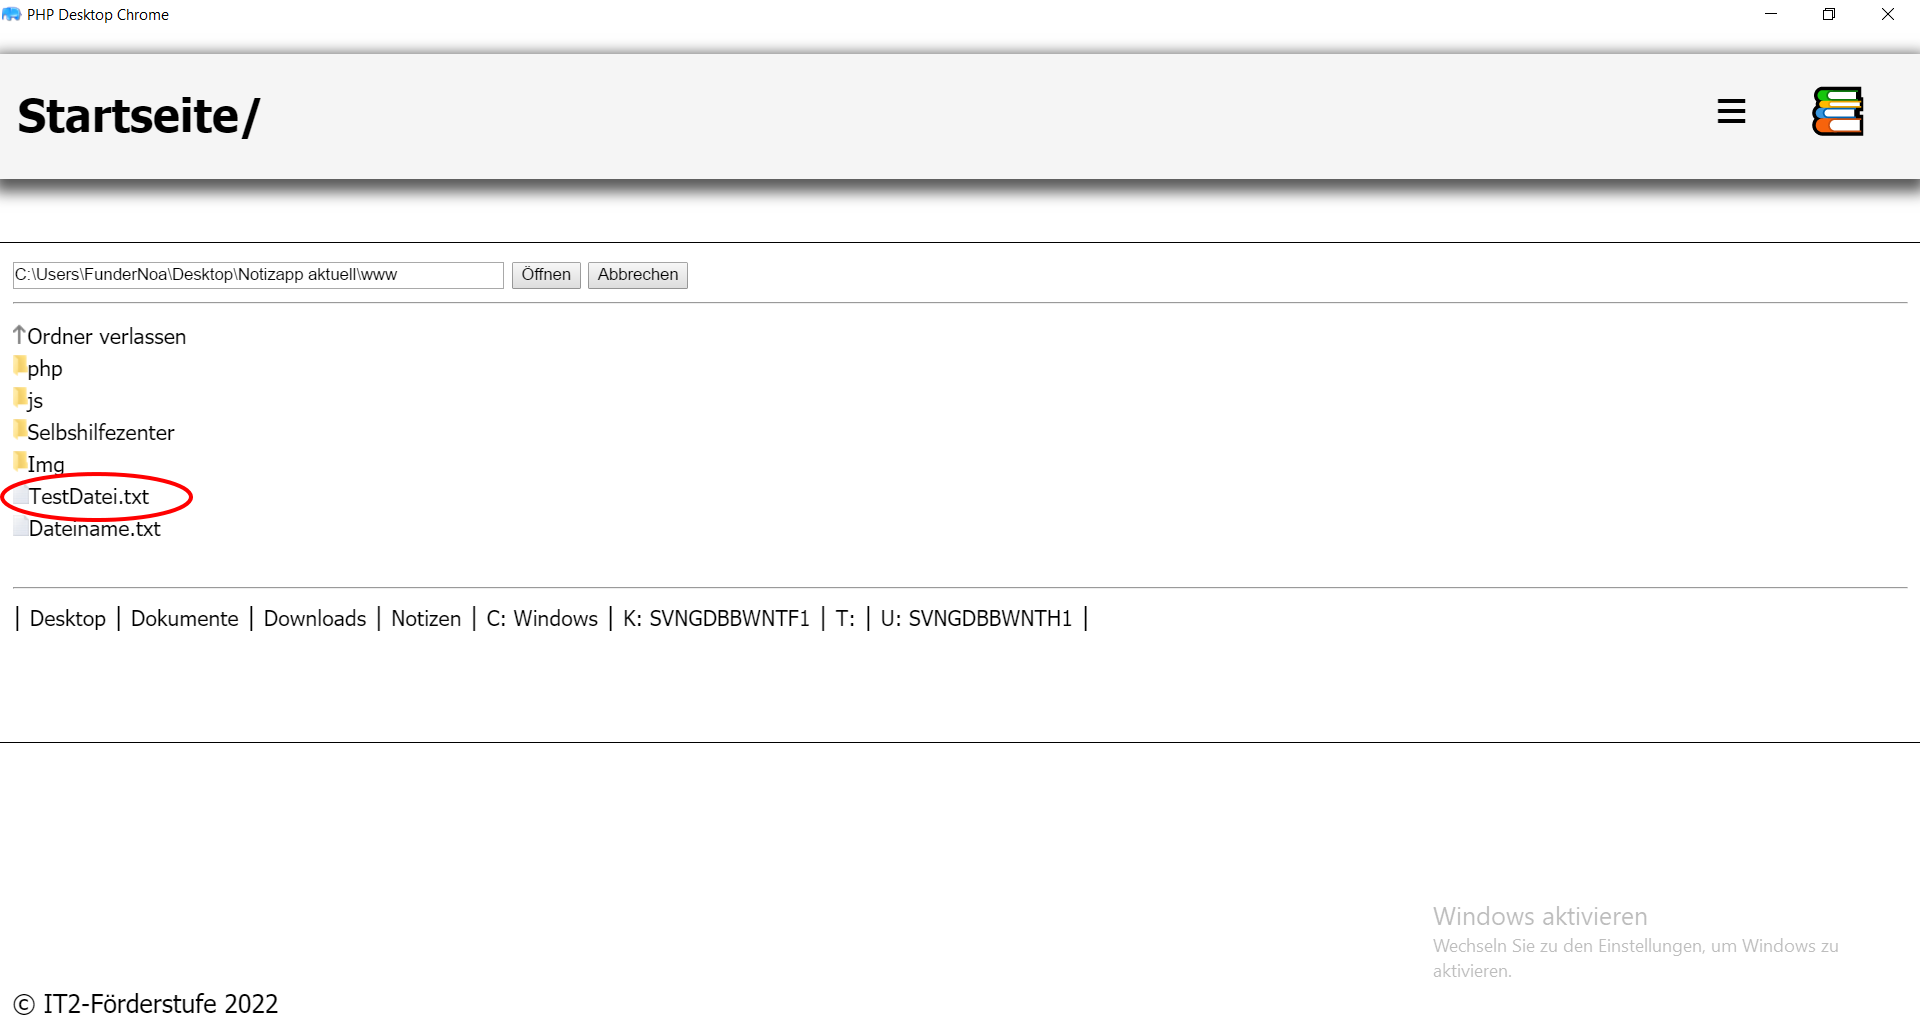 PHP Desktop Chrome
Startseite/
C:\Users\FunderNoa\Desktop\Notizapp aktuell\www Öffnen Abbrechen
Ordner verlassen
php
js
Selbshilfezenter
Img
TestDatei.txt
Dateiname.txt
| Desktop | Dokumente | Downloads | Notizen | C: Windows | K: SVNGDBBWNTF1 | T: | U: SVNGDBBWNTH1 |
Windows aktivieren
Wechseln Sie zu den Einstellungen, um Windows zu
aktivieren.
© IT2-Förderstufe 2022